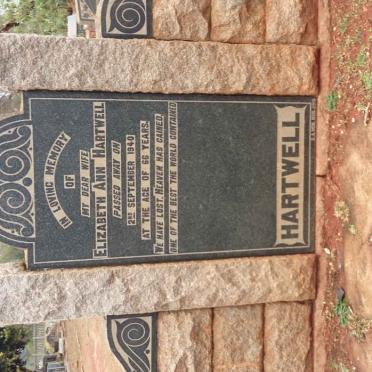 IN LOVING MEMORY
OF
MY DEAR WIFE
ELIZABETH ANN HARTWELL
PASSED AWAY ON
2ND SEPTEMBER 1940
AT THE AGE OF 66 YEARS.
WE HAVE LOST, HEAVEN HAS GAINED,
ONE OF THE BEST THE WORLD CONTAINED
HARTWELL